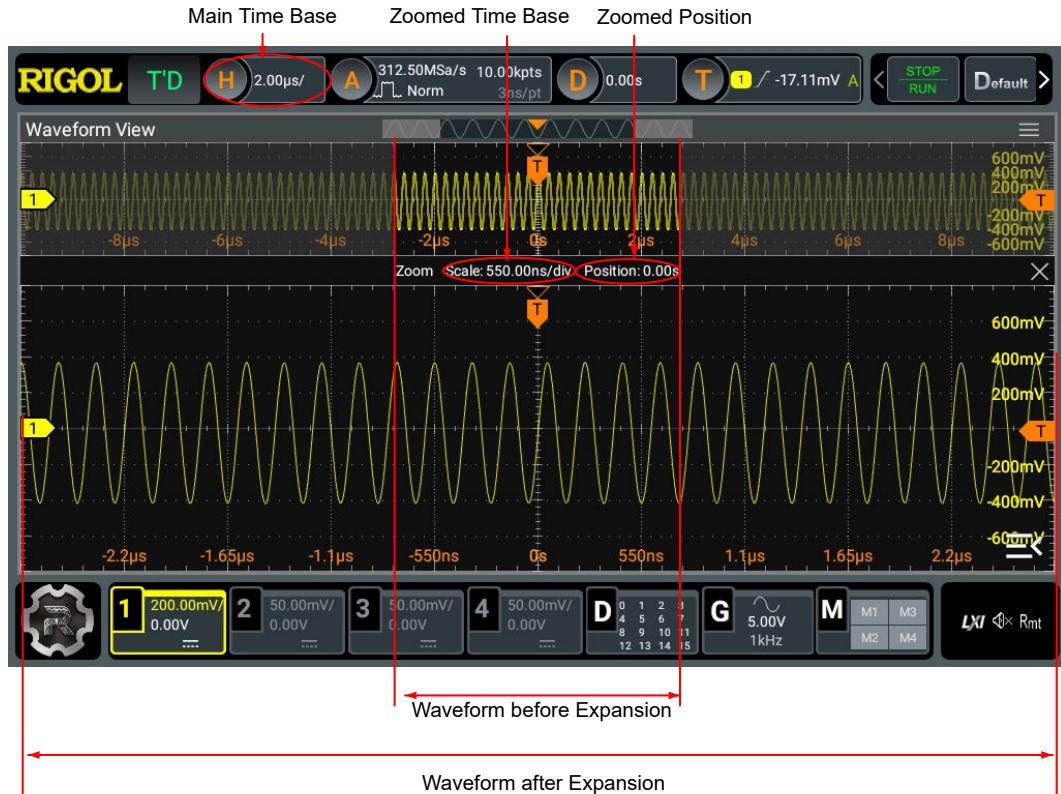 Main Time Base Zoomed Time Base Zoomed Position
RIGOL T'D H 2.00µs/ A 312.50MSa/s 10.00kpts D 0.00s T 1 -17.11mV A < STOP Default >
Norm 3ns/pt RUN
Waveform View
T
600mV
400mV
1 200mV T
-200mV
-400mV
-8µs -6µs -4µs -2µs 0s 2µs 4µs 6µs 8µs -600mV
Zoom Scale: 550.00ns/div Position: 0.00s
T
600mV
400mV
200mV
1 T
-200mV
-400mV
-600mV
-2.2µs -1.65µs -1.1µs -550ns 0s 550ns 1.1µs 1.65µs 2.2µs
R 1 200.00mV/ 2 50.00mV/ 3 50.00mV/ 4 50.00mV/ D 0 1 2 3 G 5.00V M M1 M3 LXI Rmt
0.00V 0.00V 0.00V 0.00V 4 5 6 7 1kHz M2 M4
8 9 10 11
12 13 14 15
Waveform before Expansion
Waveform after Expansion